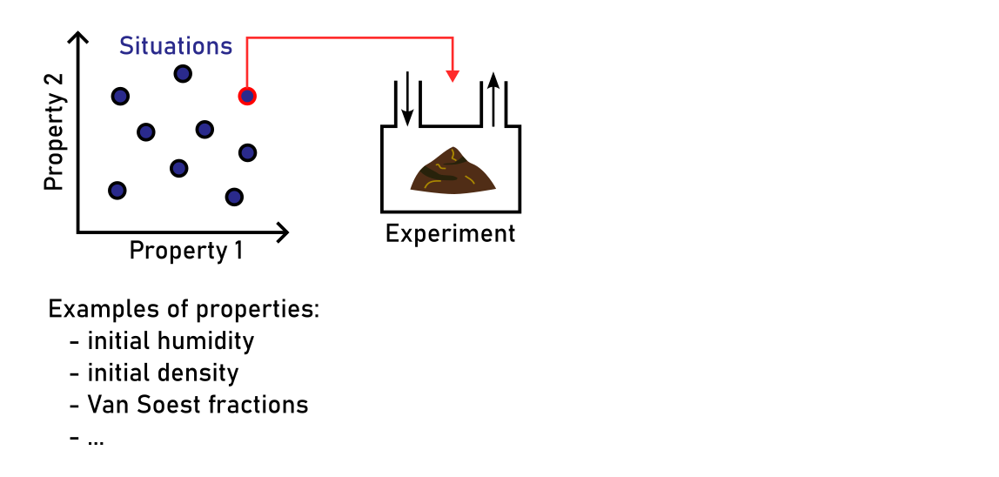 Situations
Property 2
Property 1
Experiment
Examples of properties:
- initial humidity
- initial density
- Van Soest fractions
- ...